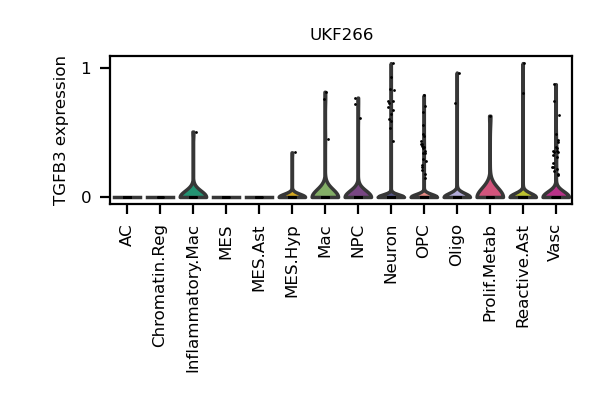 UKF266
TGFB3 expression
1
0
AC
Chromatin.Reg
Inflammatory.Mac
MES
MES.Ast
MES.Hyp
Mac
NPC
Neuron
OPC
Oligo
Prolif.Metab
Reactive.Ast
Vasc